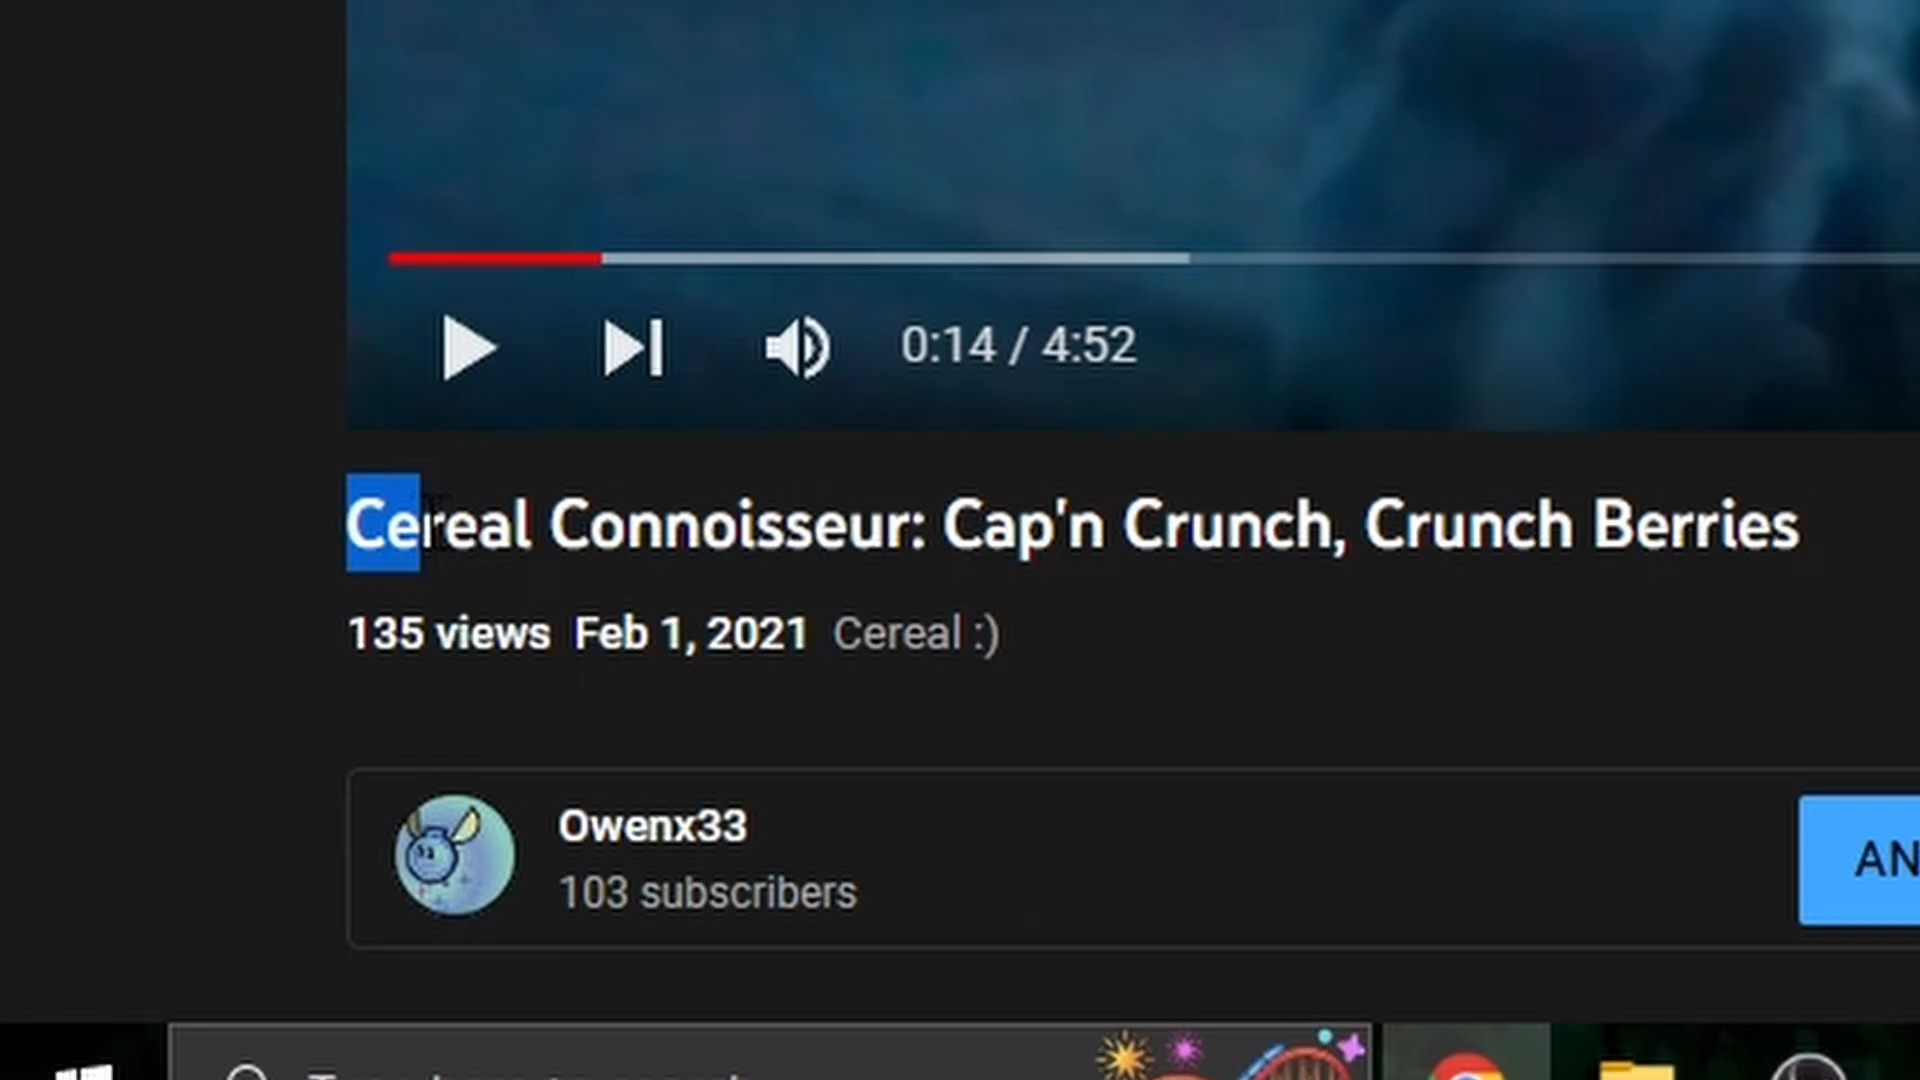 0:14 / 4:52
Cereal Connoisseur: Cap'n Crunch, Crunch Berries
135 views Feb 1, 2021 Cereal :)
Owenx33
103 subscribers
AN